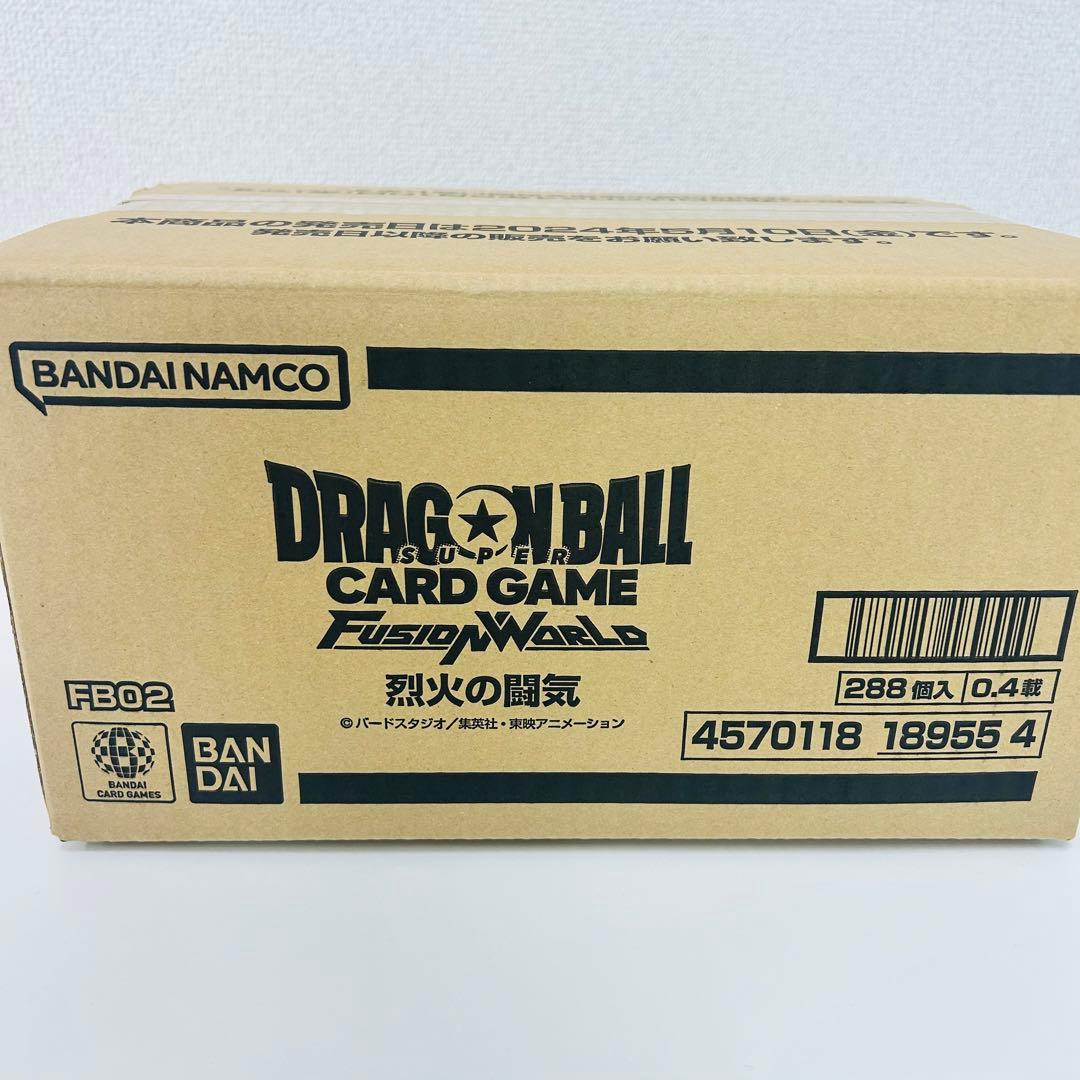 本商品の発売日は2024年5月10日(金)です。
発売日以降の販売をお願い致します。
BANDAI NAMCO
DRAGON BALL
SUPER
CARD GAME
FUSION WORLD
烈火の闘気
©バードスタジオ/集英社・東映アニメーション
FB02
BANDAI
CARD GAMES
BAN
DAI
288個入 0.4載
4570118 18955 4